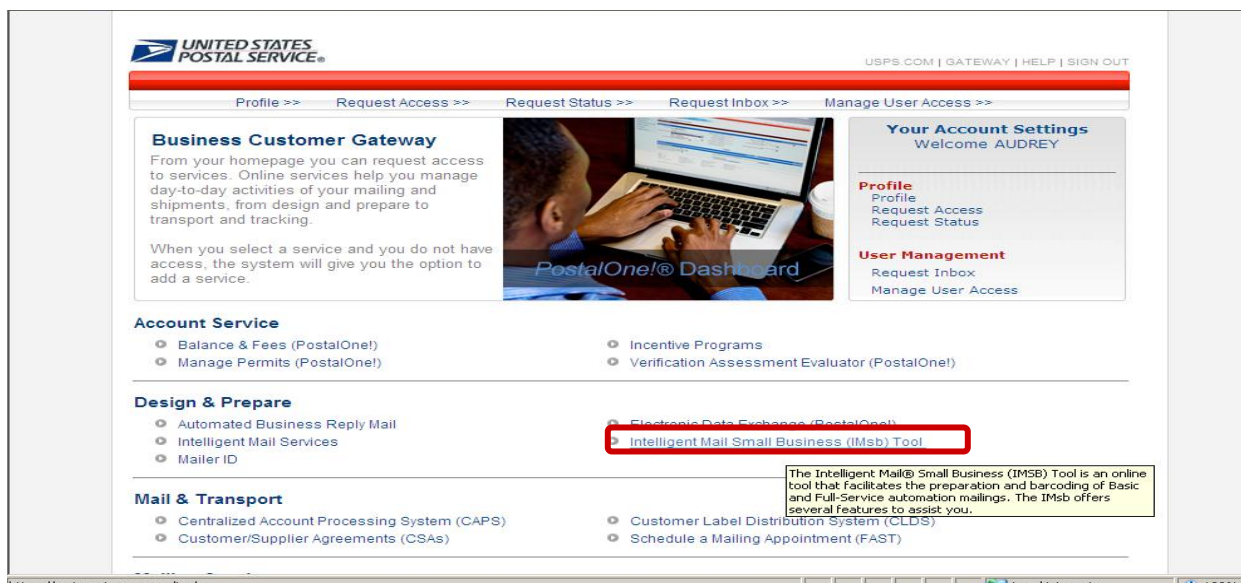 UNITED STATES
POSTAL SERVICE®
USPS.COM | GATEWAY | HELP | SIGN OUT
Profile >> Request Access >> Request Status >> Request Inbox >> Manage User Access >>
Business Customer Gateway
From your homepage you can request access
to services. Online services help you manage
day-to-day activities of your mailing and
shipments, from design and prepare to
transport and tracking.
When you select a service and you do not have
access, the system will give you the option to
add a service.
PostalOne!® Dashboard
Your Account Settings
Welcome AUDREY
Profile
Profile
Request Access
Request Status
User Management
Request Inbox
Manage User Access
Account Service
Balance & Fees (PostalOne!)
Incentive Programs
Manage Permits (PostalOne!)
Verification Assessment Evaluator (PostalOne!)
Design & Prepare
Automated Business Reply Mail
Electronic Data Exchange (PostalOne!)
Intelligent Mail Services
Intelligent Mail Small Business (IMsb) Tool
Mailer ID
The Intelligent Mail® Small Business (IMSB) Tool is an online
tool that facilitates the preparation and barcoding of Basic
and Full-Service automation mailings. The IMsb offers
several features to assist you.
Mail & Transport
Centralized Account Processing System (CAPS)
Customer Label Distribution System (CLDS)
Customer/Supplier Agreements (CSAs)
Schedule a Mailing Appointment (FAST)